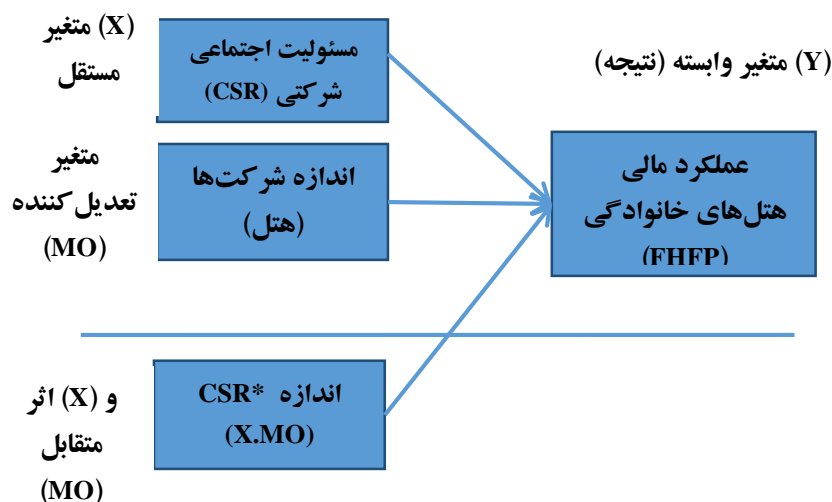 (X) متغیر
مستقل
مسئولیت اجتماعی
شرکتی (CSR)
(Y) متغیر وابسته (نتیجه)
متغیر
تعدیل کننده
(MO)
اندازه شرکت‌ها
(هتل)
عملکرد مالی
هتل‌های خانوادگی
(FHFP)
و (X) اثر
متقابل
(MO)
اندازه *CSR
(X.MO)